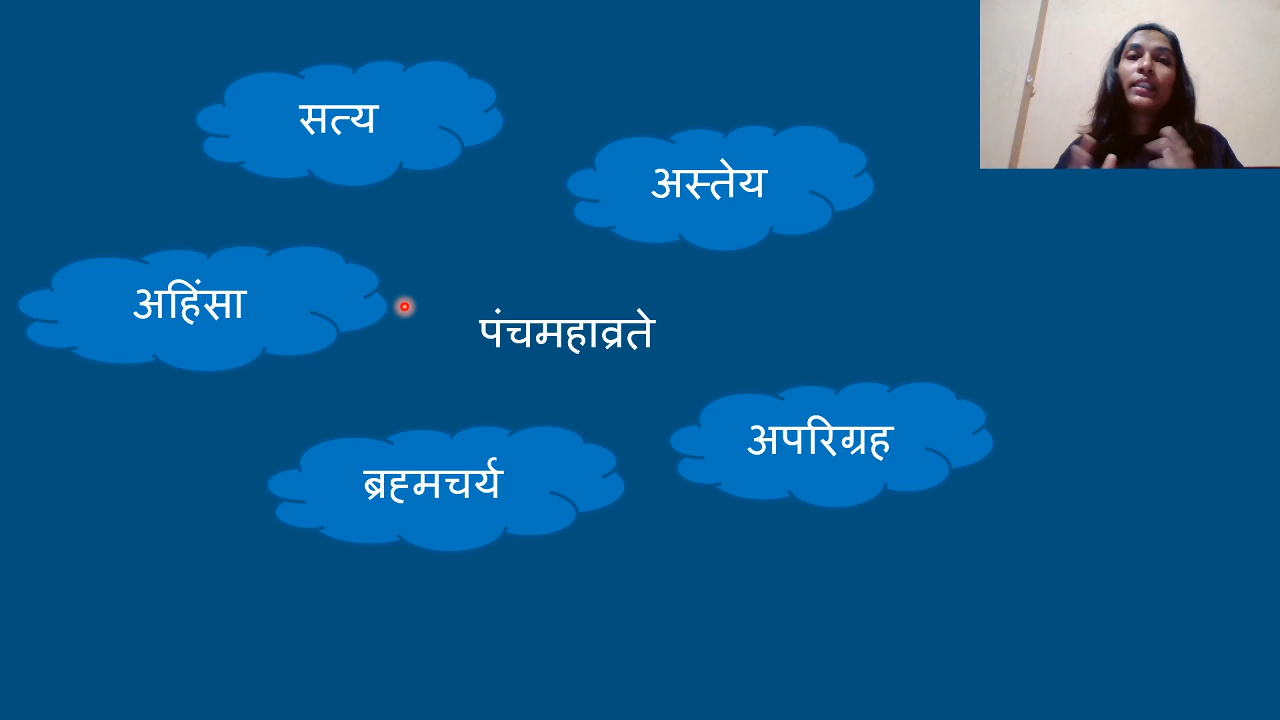 सत्य
अस्तेय
अहिंसा
पंचमहाव्रते
अपरिग्रह
ब्रह्मचर्य